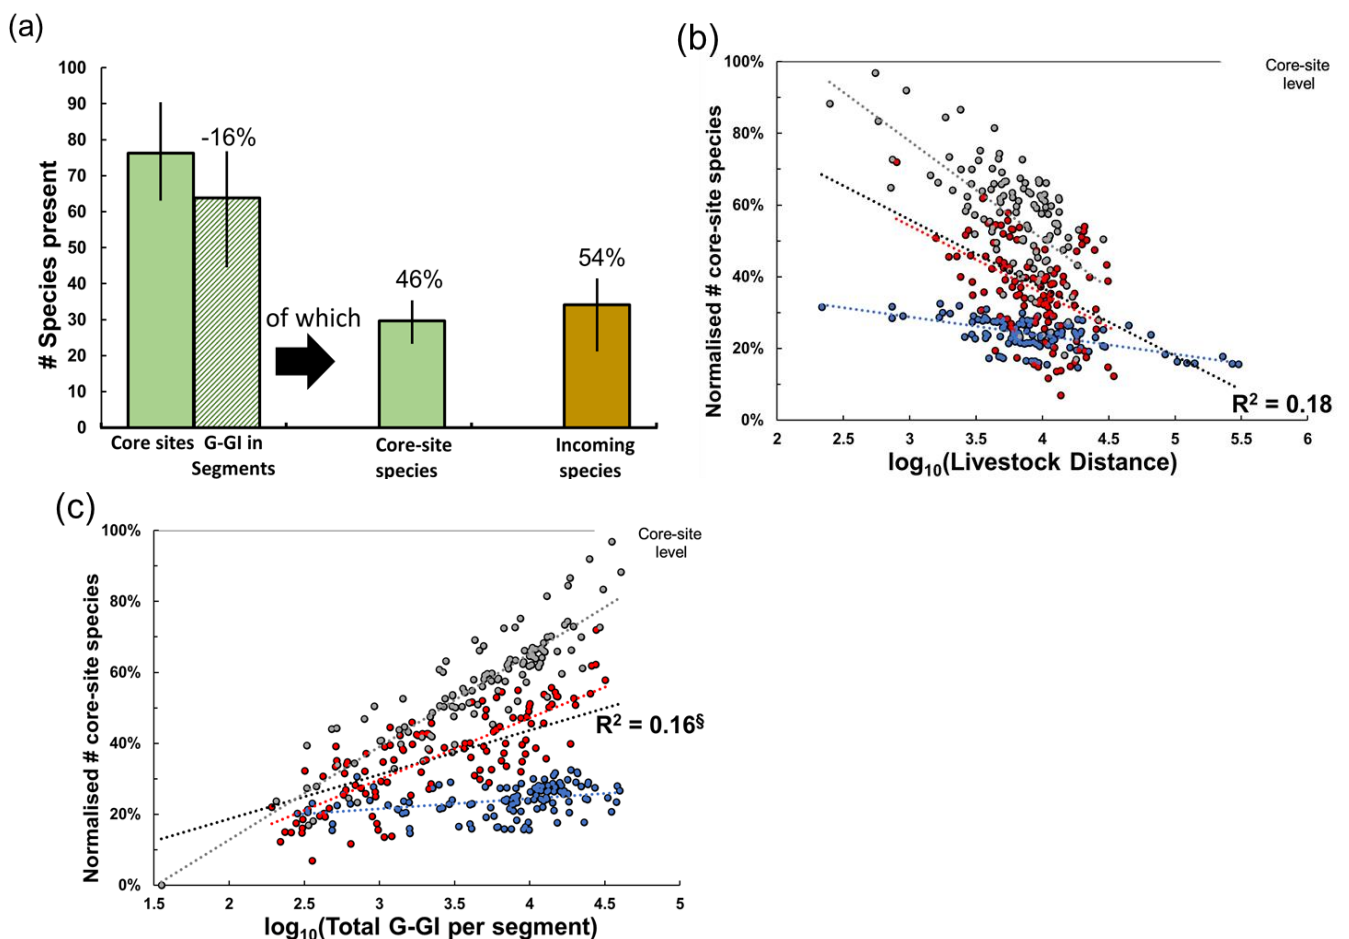 (a)
100
90
80
70
60
50
40
30
20
10
0
# Species present
-16%
46%
54%
of which
Core sites
G-GI in
Segments
Core-site
species
Incoming
species
(b)
100%
80%
60%
40%
20%
0%
Normalised # core-site species
Core-site
level
R² = 0.18
2 2.5 3 3.5 4 4.5 5 5.5 6
log₁₀(Livestock Distance)
(c)
100%
80%
60%
40%
20%
0%
Normalised # core-site species
Core-site
level
R² = 0.16§
1.5 2 2.5 3 3.5 4 4.5 5
log₁₀(Total G-GI per segment)